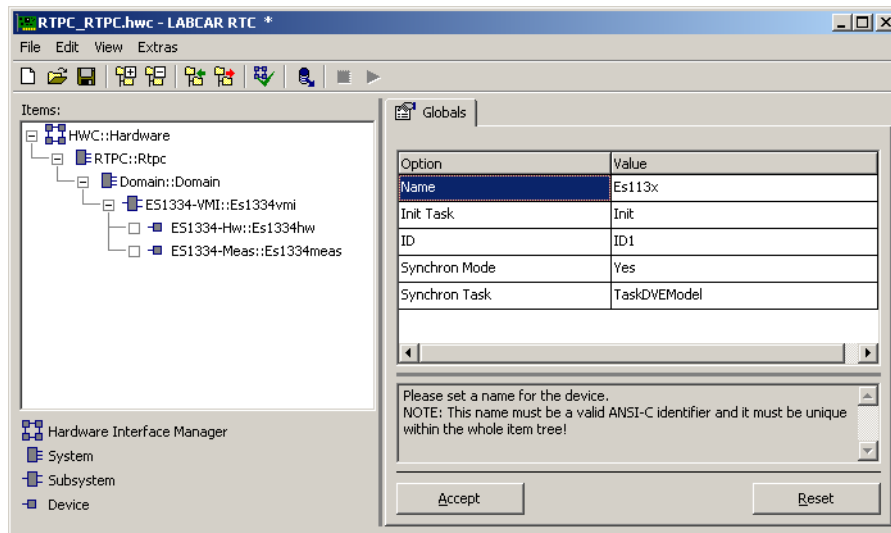 RTPC_RTPC.hwc - LABCAR RTC *
File Edit View Extras
Items:
HWC::Hardware
RTPC::Rtpc
Domain::Domain
ES1334-VMI::Es1334vmi
ES1334-Hw::Es1334hw
ES1334-Meas::Es1334meas
Hardware Interface Manager
System
Subsystem
Device
Globals
Option Value
Name Es113x
Init Task Init
ID ID1
Synchron Mode Yes
Synchron Task TaskDVEModel
Please set a name for the device.
NOTE: This name must be a valid ANSI-C identifier and it must be unique
within the whole item tree!
Accept Reset